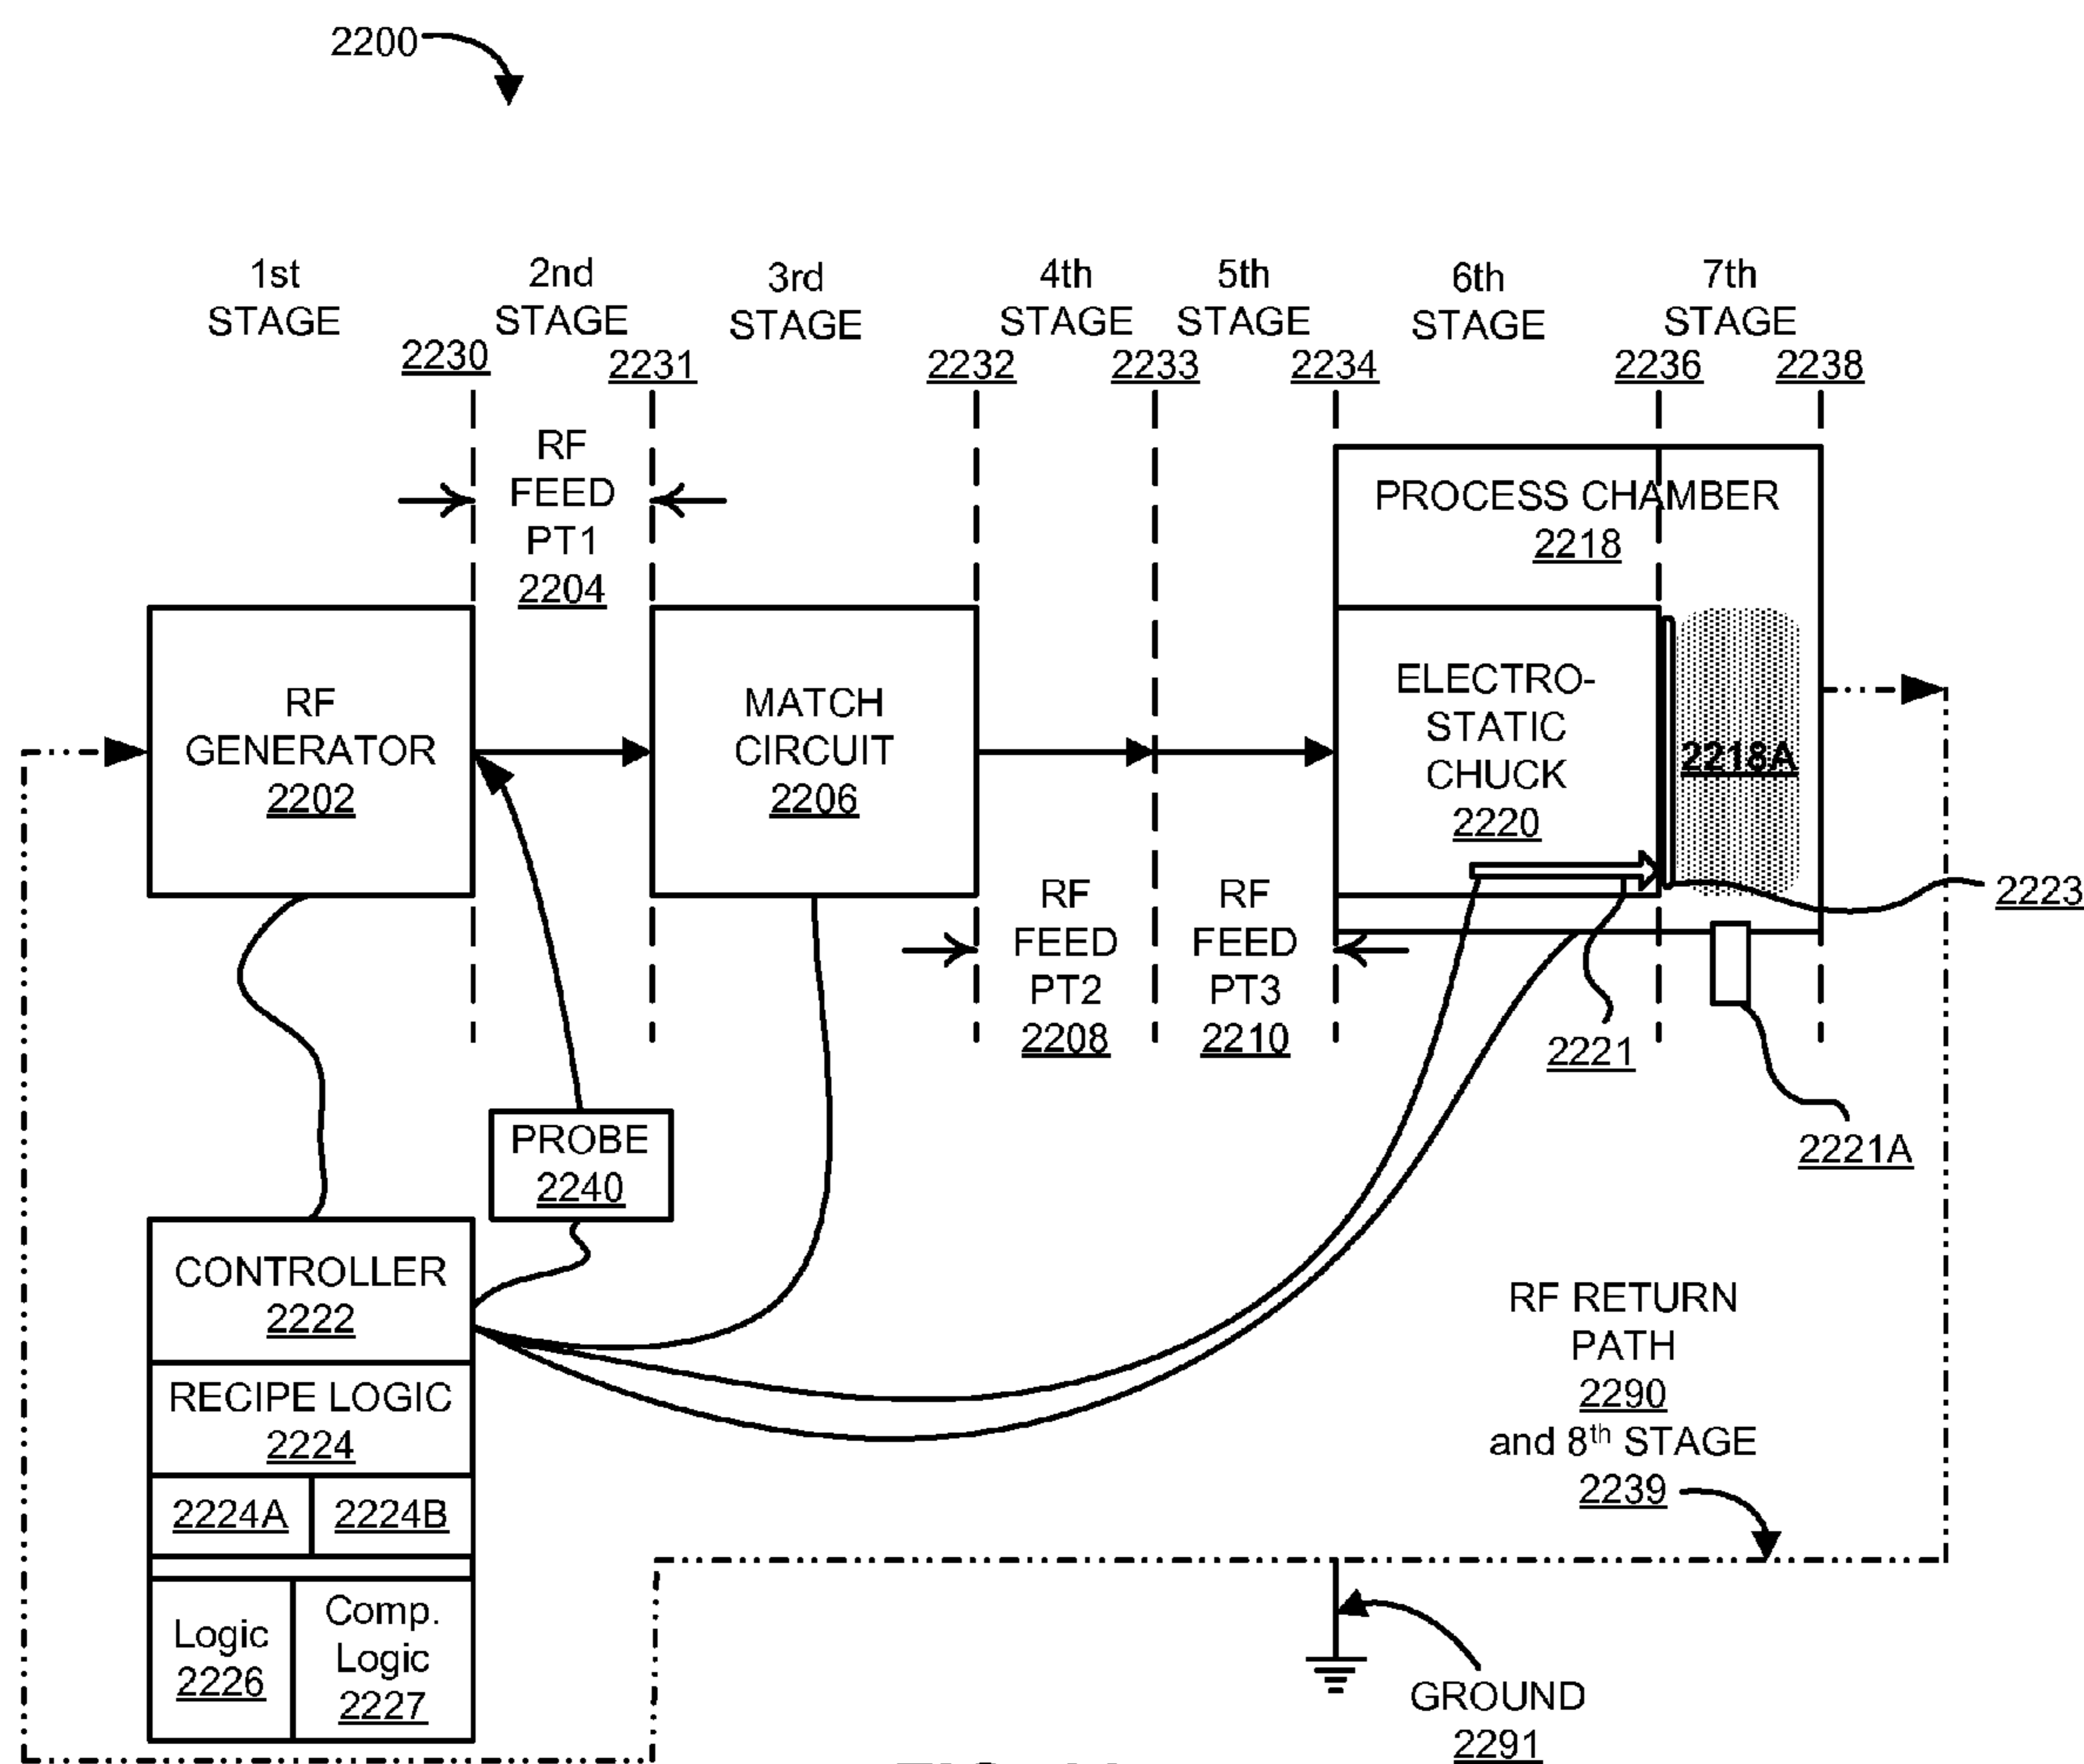 2200
1st
STAGE
2nd
STAGE
3rd
STAGE
4th
STAGE
5th
STAGE
6th
STAGE
7th
STAGE
2230
2231
2232
2233
2234
2236
2238
RF
FEED
PT1
2204
PROCESS CHAMBER
2218
RF
GENERATOR
2202
MATCH
CIRCUIT
2206
ELECTRO-
STATIC
CHUCK
2220
2218A
RF
FEED
PT2
2208
RF
FEED
PT3
2210
2223
2221
2221A
PROBE
2240
CONTROLLER
2222
RECIPE LOGIC
2224
2224A
2224B
Logic
2226
Comp.
Logic
2227
RF RETURN
PATH
2290
and 8th STAGE
2239
GROUND
2291